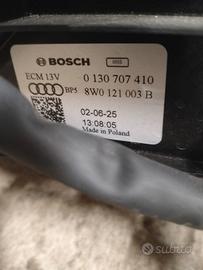 BOSCH
ECM 13V 0 130 707 410
BP5 8W0 121 003 B
02-06-25
13:08:05
Made in Poland
subito